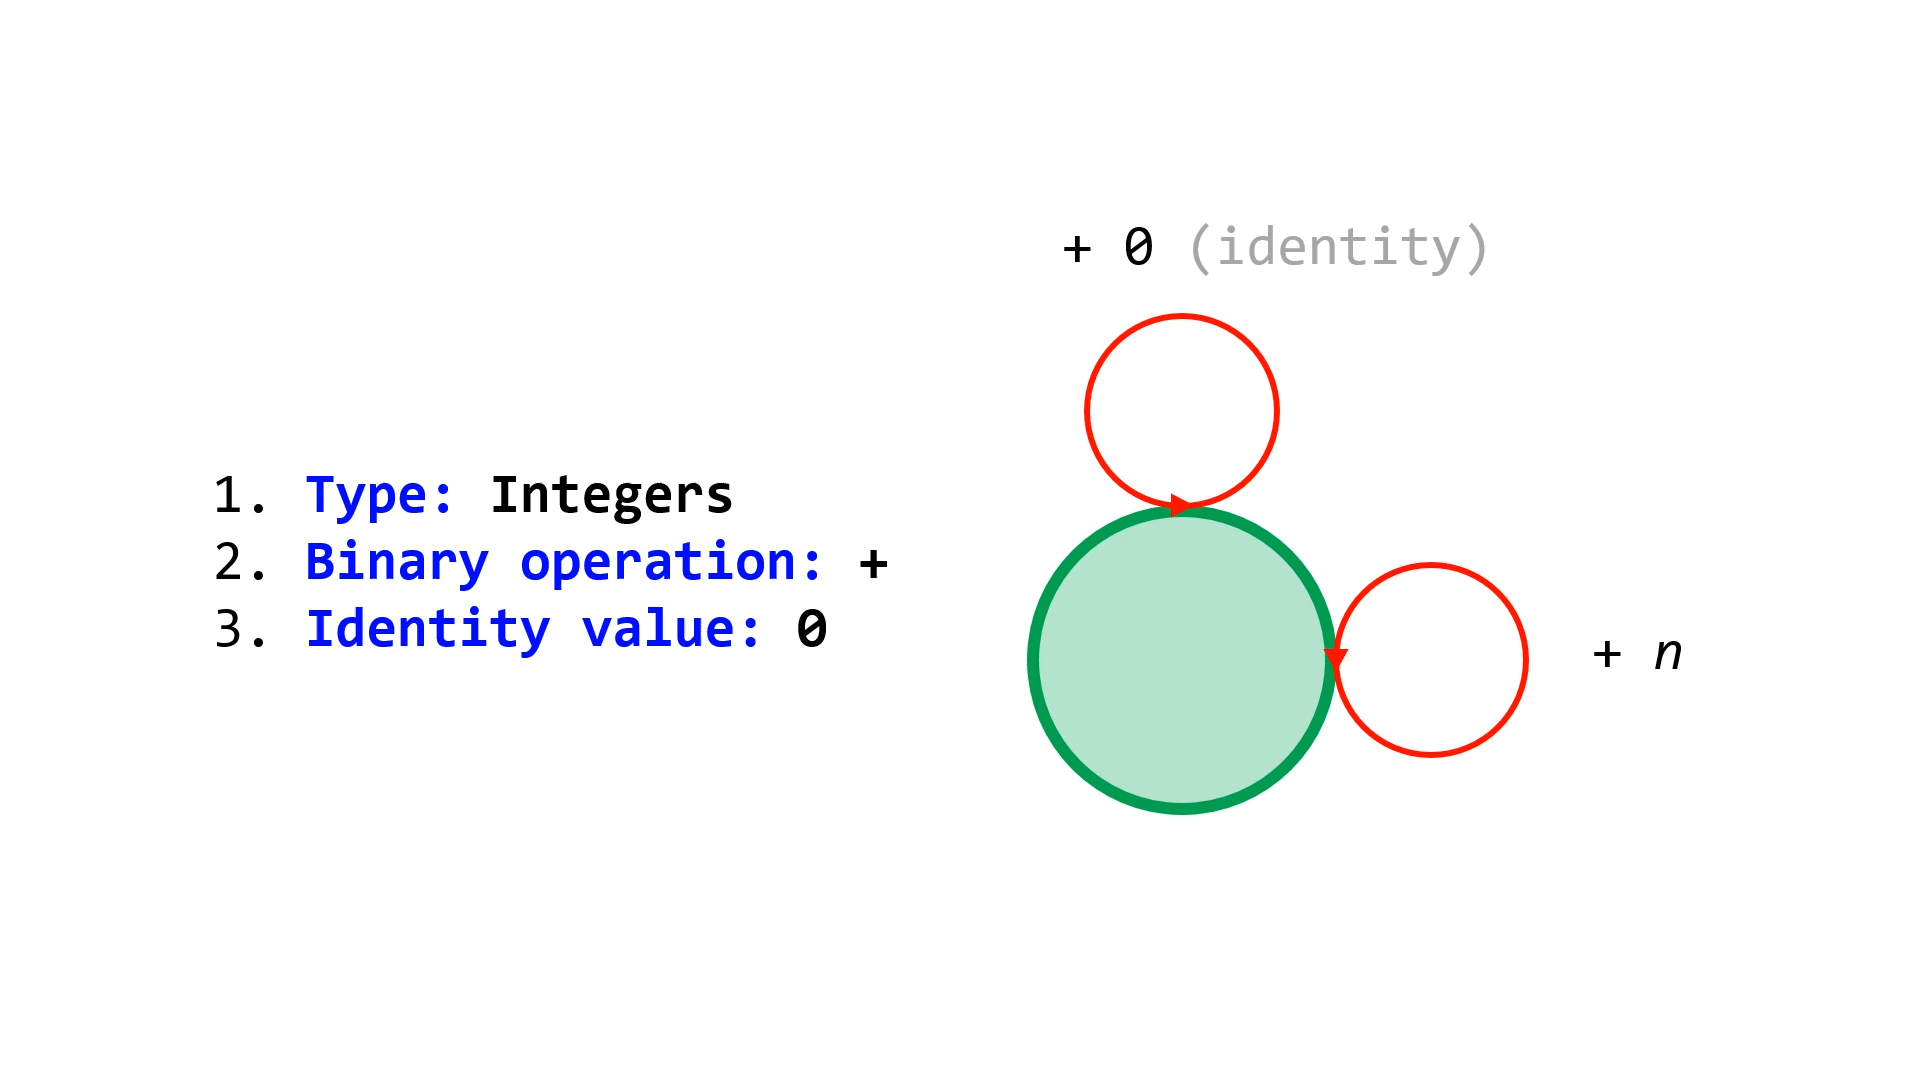 + 0 (identity)
1. Type: Integers
2. Binary operation: +
3. Identity value: 0
+ n